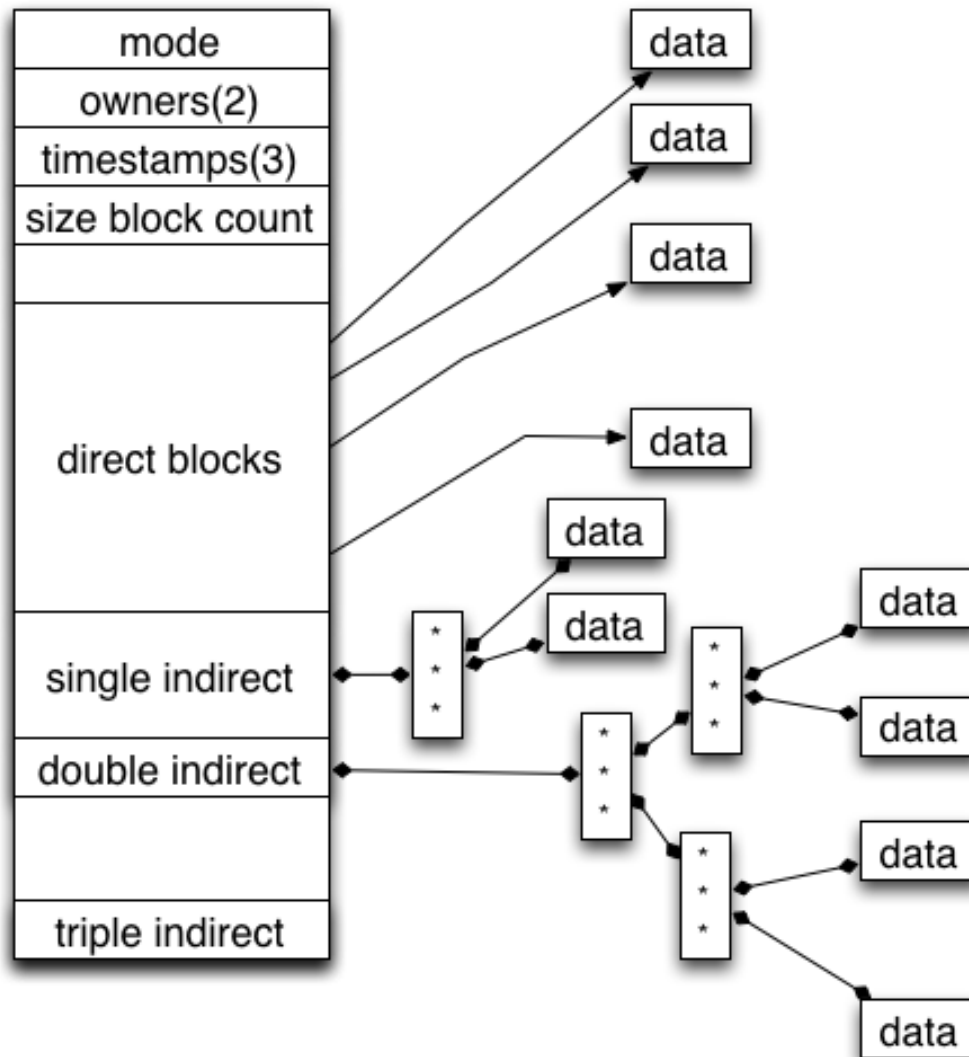 mode
owners(2)
timestamps(3)
size block count
direct blocks
single indirect
double indirect
triple indirect
data
data
data
data
data
data
* * *
* * *
* * *
* * *
data
data
data
data